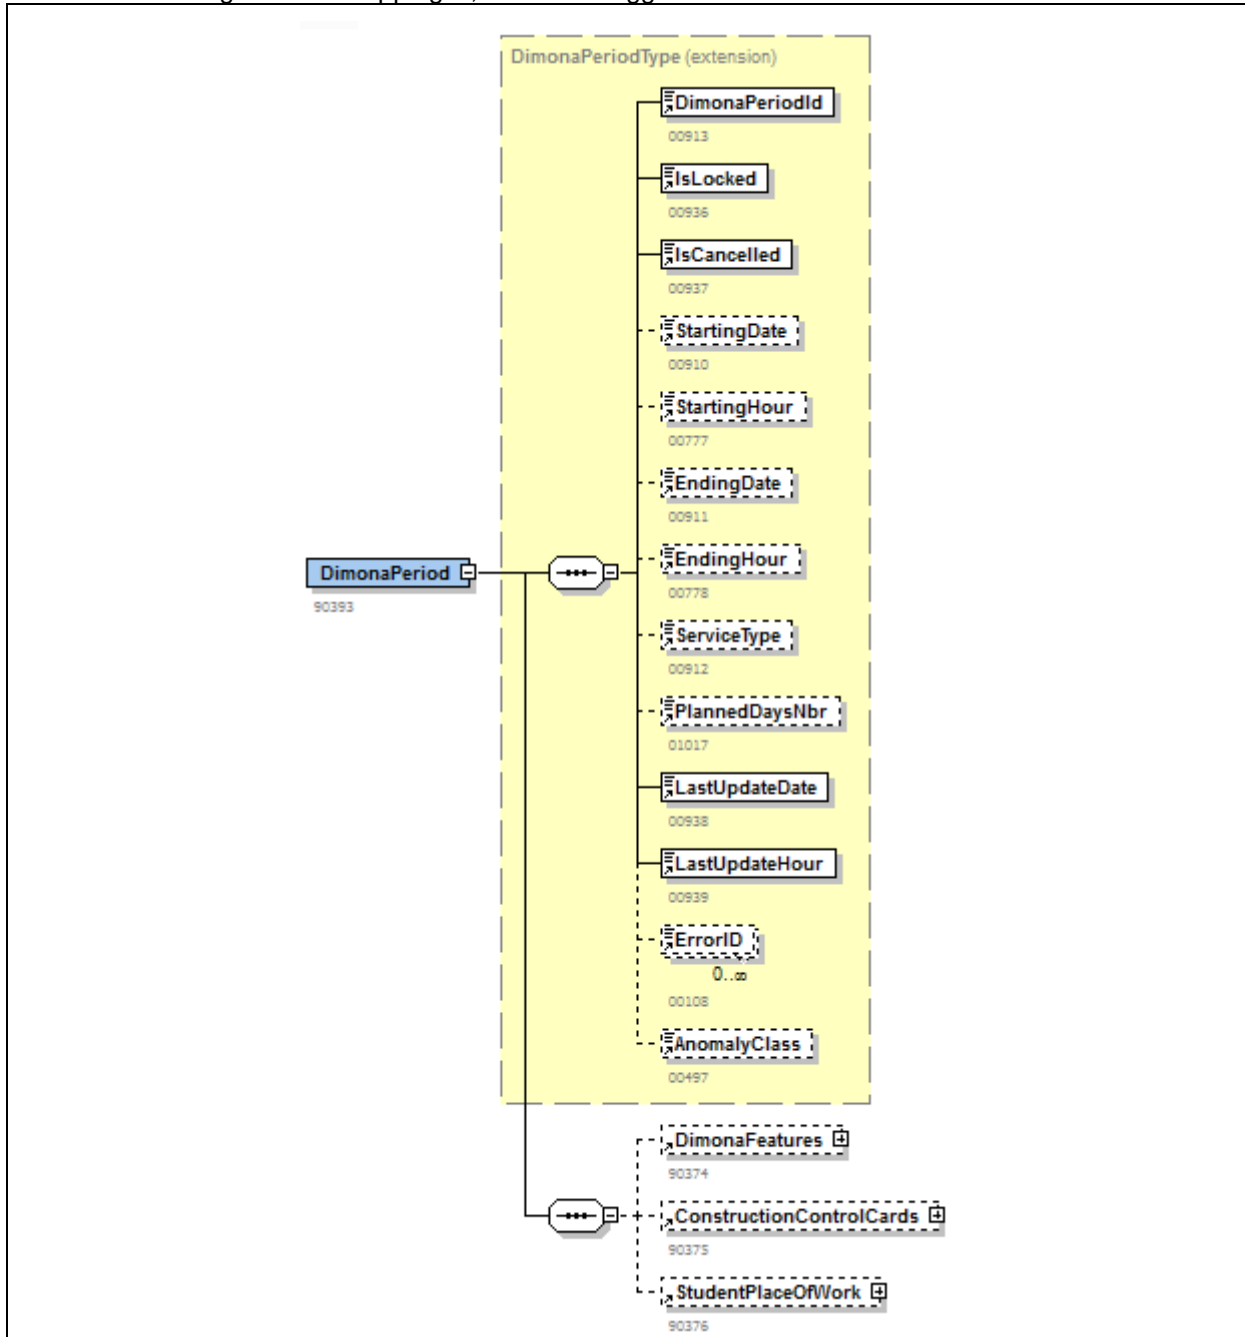 DimonaPeriodType (extension)
DimonaPeriodId
00913
IsLocked
00936
IsCancelled
00937
StartingDate
00910
StartingHour
00777
EndingDate
00911
EndingHour
00778
DimonaPeriod
90393
ServiceType
00912
PlannedDaysNbr
01017
LastUpdateDate
00938
LastUpdateHour
00939
ErrorID
0..∞
00108
AnomalyClass
00497
DimonaFeatures
90374
ConstructionControlCards
90375
StudentPlaceOfWork
90376